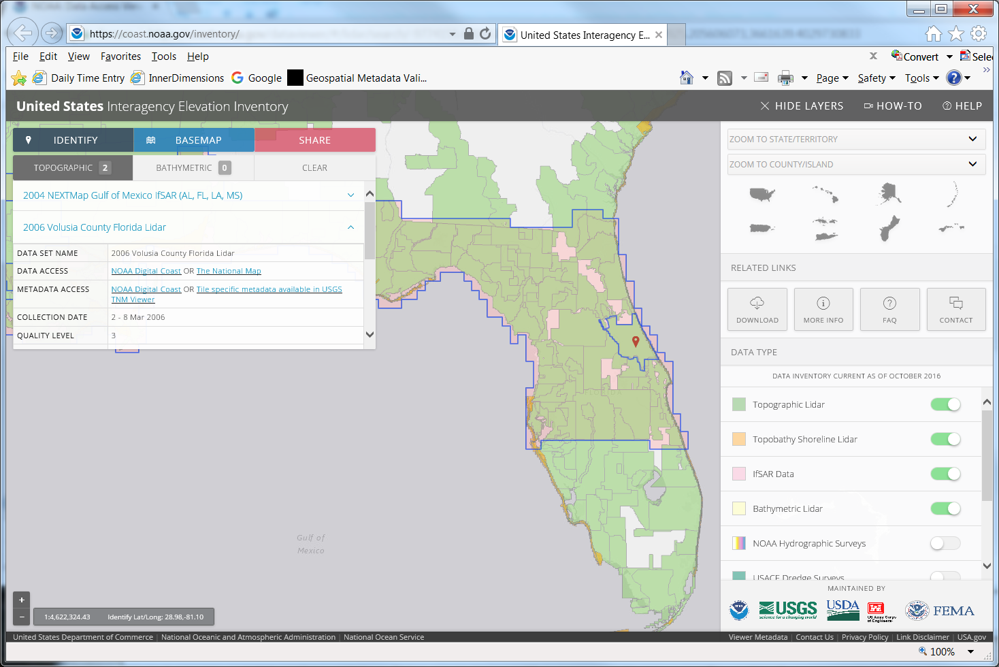 https://coast.noaa.gov/inventory/
United States Interagency E...
File Edit View Favorites Tools Help
Convert Selec
Daily Time Entry InnerDimensions Google Geospatial Metadata Vali...
Page Safety Tools
United States Interagency Elevation Inventory
HIDE LAYERS HOW-TO HELP
IDENTIFY BASEMAP SHARE
TOPOGRAPHIC 2 BATHYMETRIC 0 CLEAR
2004 NEXTMap Gulf of Mexico IfSAR (AL, FL, LA, MS)
2006 Volusia County Florida Lidar
DATA SET NAME 2006 Volusia County Florida Lidar
DATA ACCESS NOAA Digital Coast OR The National Map
METADATA ACCESS NOAA Digital Coast OR Tile specific metadata available in USGS
TNM Viewer
COLLECTION DATE 2 - 8 Mar 2006
QUALITY LEVEL 3
FLORIDA
Gulf of
Mexico
+
−
1:4,622,324.43 Identify Lat/Long: 28.98,-81.10
ZOOM TO STATE/TERRITORY
ZOOM TO COUNTY/ISLAND
RELATED LINKS
DOWNLOAD MORE INFO FAQ CONTACT
DATA TYPE
DATA INVENTORY CURRENT AS OF OCTOBER 2016
Topographic Lidar
Topobathy Shoreline Lidar
IfSAR Data
Bathymetric Lidar
NOAA Hydrographic Surveys
USACE Dredge Surveys
MAINTAINED BY
USGS
science for a changing world
USDA
US Army Corps
of Engineers
FEMA
United States Department of Commerce | National Oceanic and Atmospheric Administration | National Ocean Service
Viewer Metadata | Contact Us | Privacy Policy | Link Disclaimer | USA.gov
100%